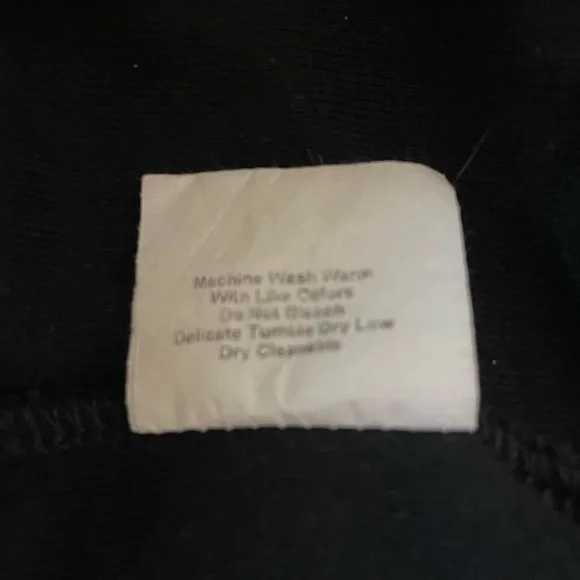 Machine Wash Warm
With Like Colors
Do Not Bleach
Delicate Tumble Dry Low
Dry Cleanable